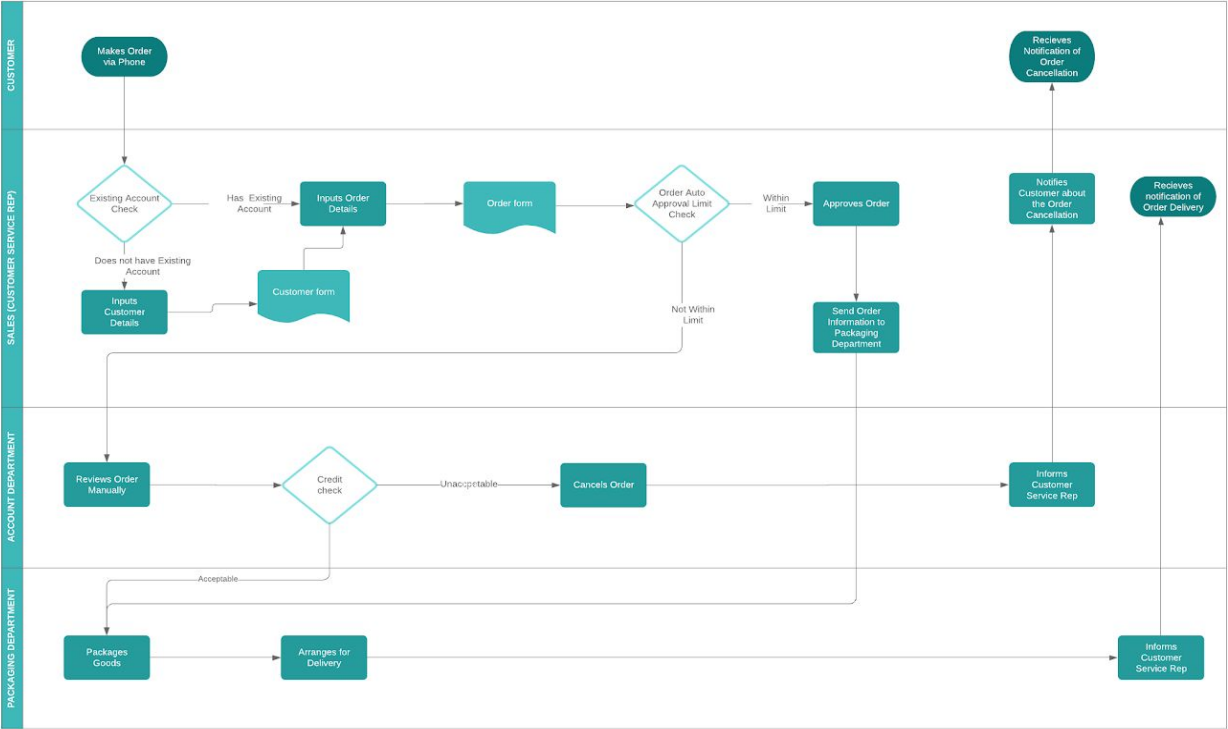 CUSTOMER
Makes Order
via Phone
Recieves
Notification of
Order
Cancellation
SALES (CUSTOMER SERVICE REP)
Existing Account
Check
Has Existing
Account
Inputs Order
Details
Order form
Order Auto
Approval Limit
Check
Within
Limit
Approves Order
Notifies
Customer about
the Order
Cancellation
Recieves
notification of
Order Delivery
Does not have Existing
Account
Inputs
Customer
Details
Customer form
Not Within
Limit
Send Order
Information to
Packaging
Department
ACCOUNT DEPARTMENT
Reviews Order
Manually
Credit
check
Cancels Order
Informs
Customer
Service Rep
PACKAGING DEPARTMENT
Acceptable
Packages
Goods
Arranges for
Delivery
Informs
Customer
Service Rep